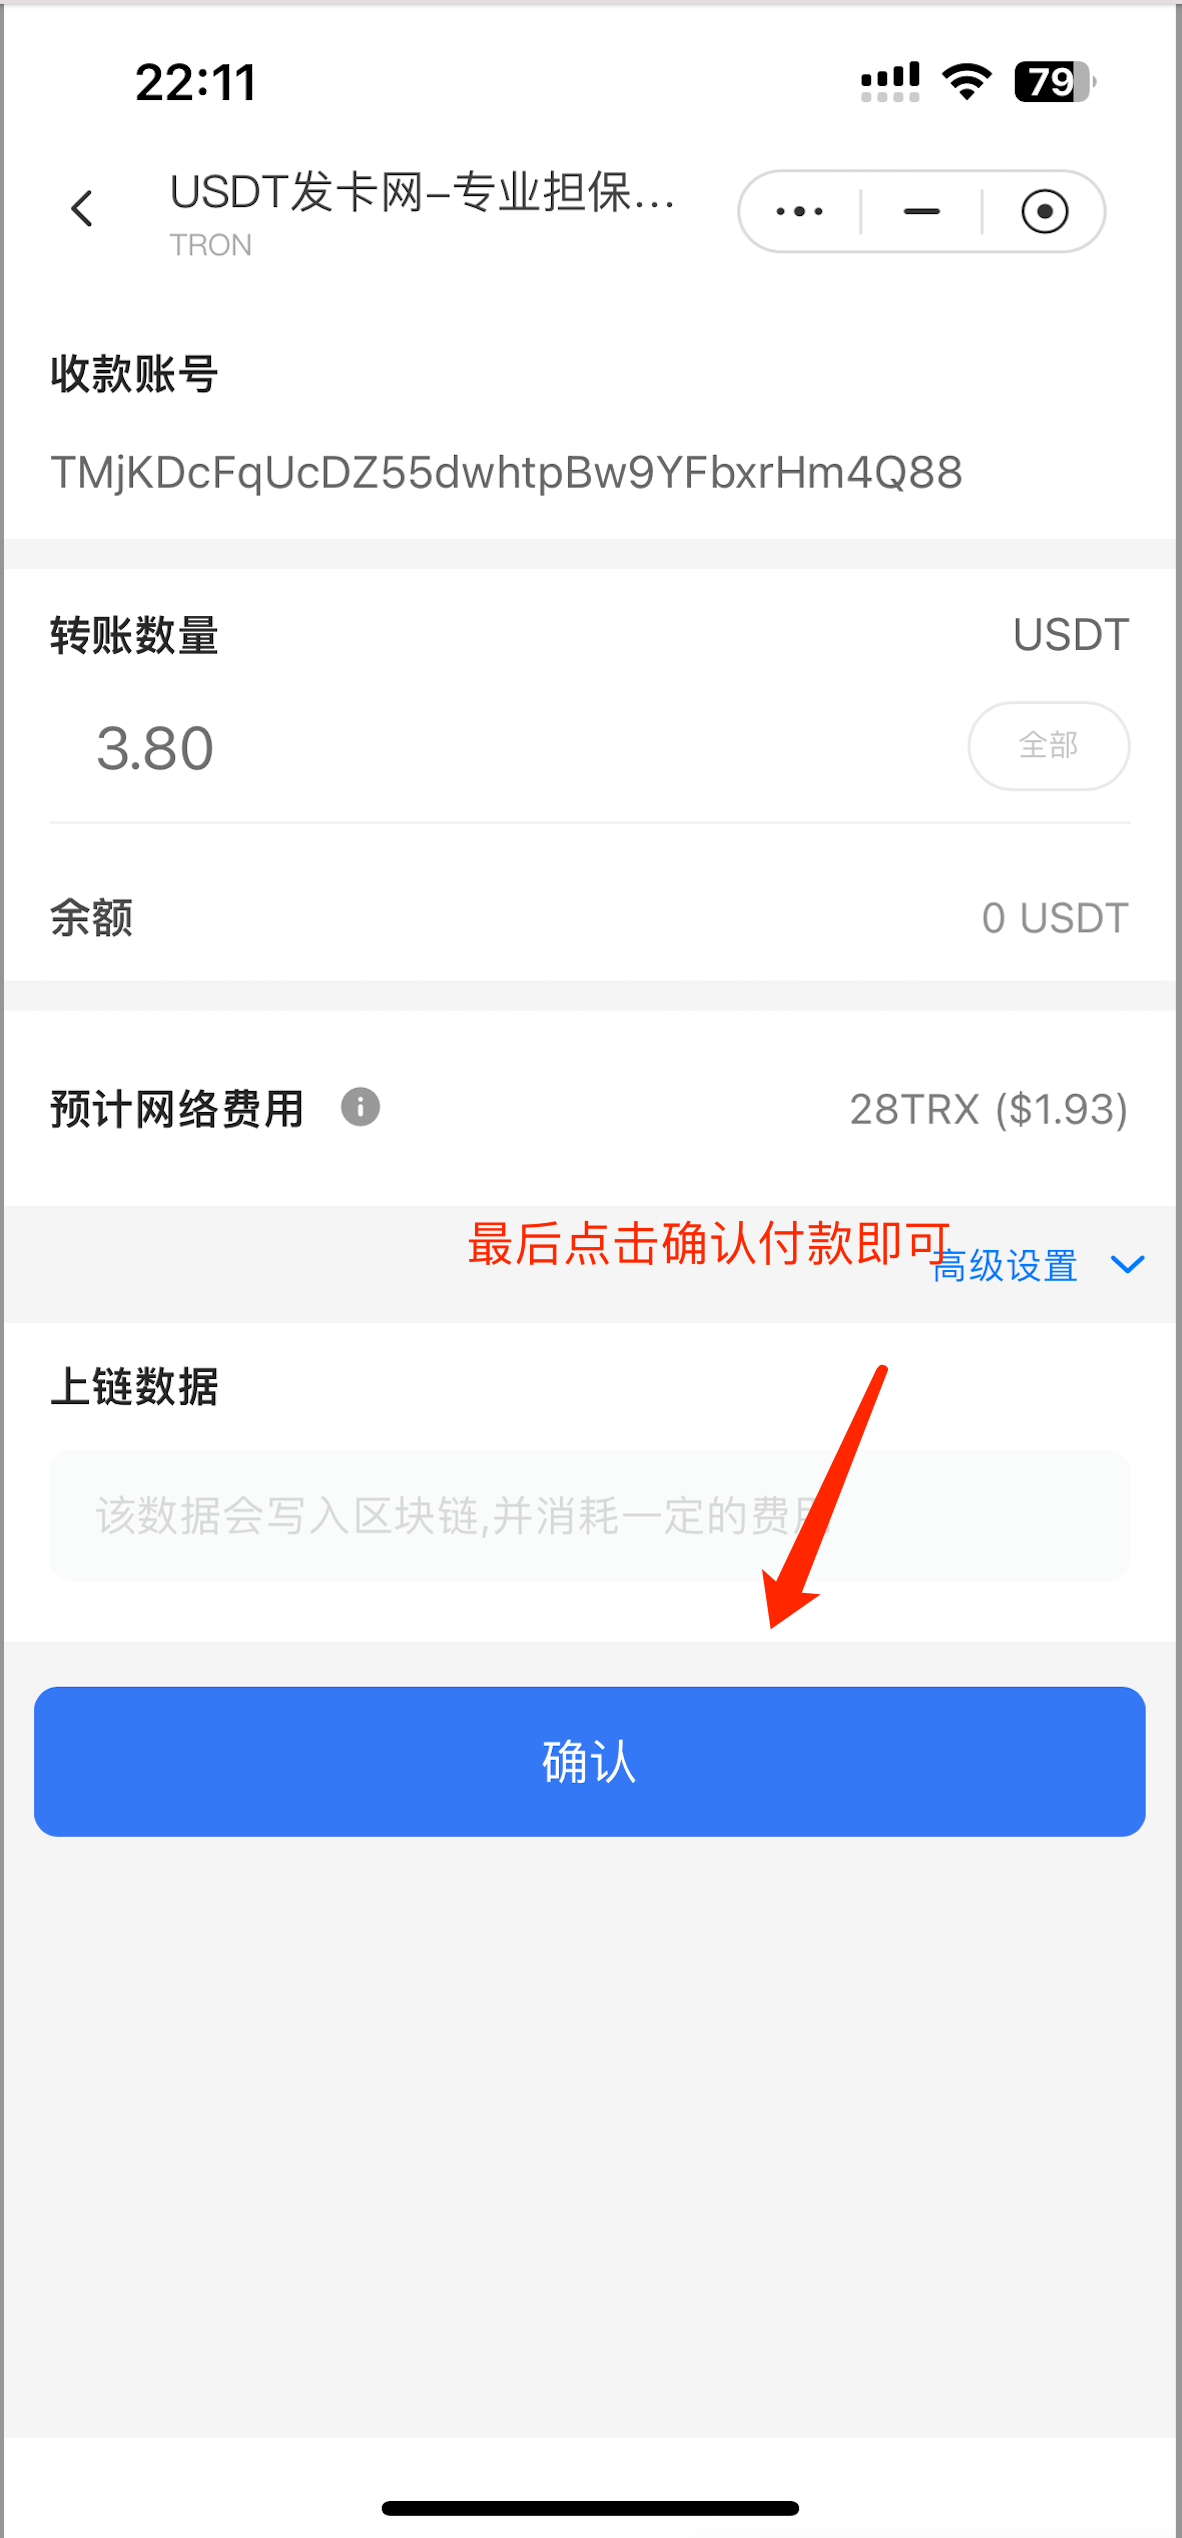 22:11
79
USDT发卡网-专业担保...
TRON
收款账号
TMjKDcFqUcDZ55dwhtpBw9YFbxrHm4Q88
转账数量
USDT
3.80
全部
余额
0 USDT
预计网络费用
28TRX ($1.93)
最后点击确认付款即可
高级设置
上链数据
该数据会写入区块链,并消耗一定的费用
确认